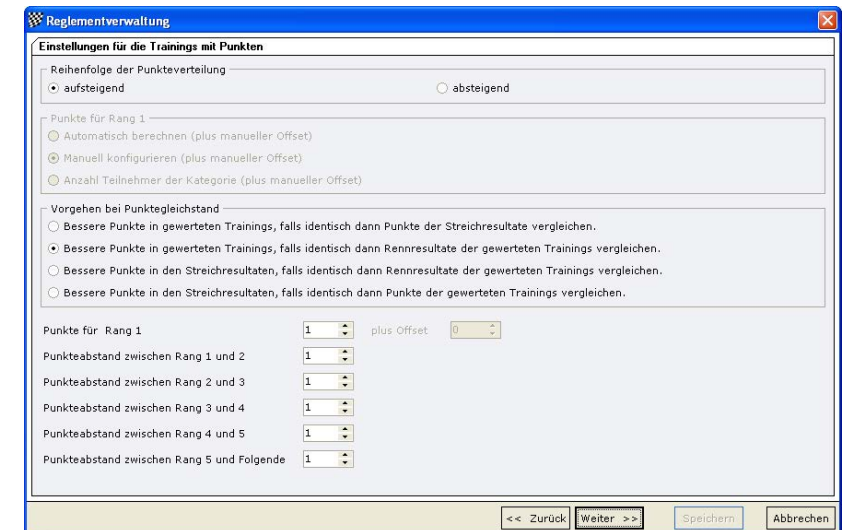 Reglementverwaltung
Einstellungen für die Trainings mit Punkten
Reihenfolge der Punkteverteilung
aufsteigend absteigend
Punkte für Rang 1
Automatisch berechnen (plus manueller Offset)
Manuell konfigurieren (plus manueller Offset)
Anzahl Teilnehmer der Kategorie (plus manueller Offset)
Vorgehen bei Punktegleichstand
Bessere Punkte in gewerteten Trainings, falls identisch dann Punkte der Streichresultate vergleichen.
Bessere Punkte in gewerteten Trainings, falls identisch dann Rennresultate der gewerteten Trainings vergleichen.
Bessere Punkte in den Streichresultaten, falls identisch dann Rennresultate der gewerteten Trainings vergleichen.
Bessere Punkte in den Streichresultaten, falls identisch dann Punkte der gewerteten Trainings vergleichen.
Punkte für Rang 1 1 plus Offset 0
Punkteabstand zwischen Rang 1 und 2 1
Punkteabstand zwischen Rang 2 und 3 1
Punkteabstand zwischen Rang 3 und 4 1
Punkteabstand zwischen Rang 4 und 5 1
Punkteabstand zwischen Rang 5 und Folgende 1
<< Zurück Weiter >> Speichern Abbrechen